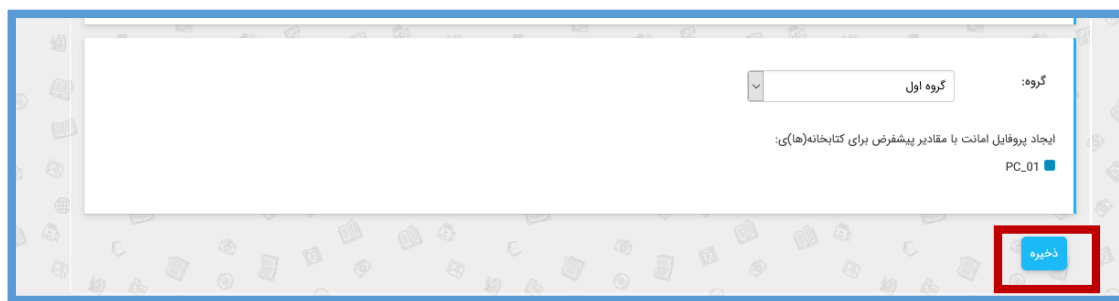 گروه:
گروه اول
ایجاد پروفایل امانت با مقادیر پیشفرض برای کتابخانه(ها)ی:
PC_01
ذخیره